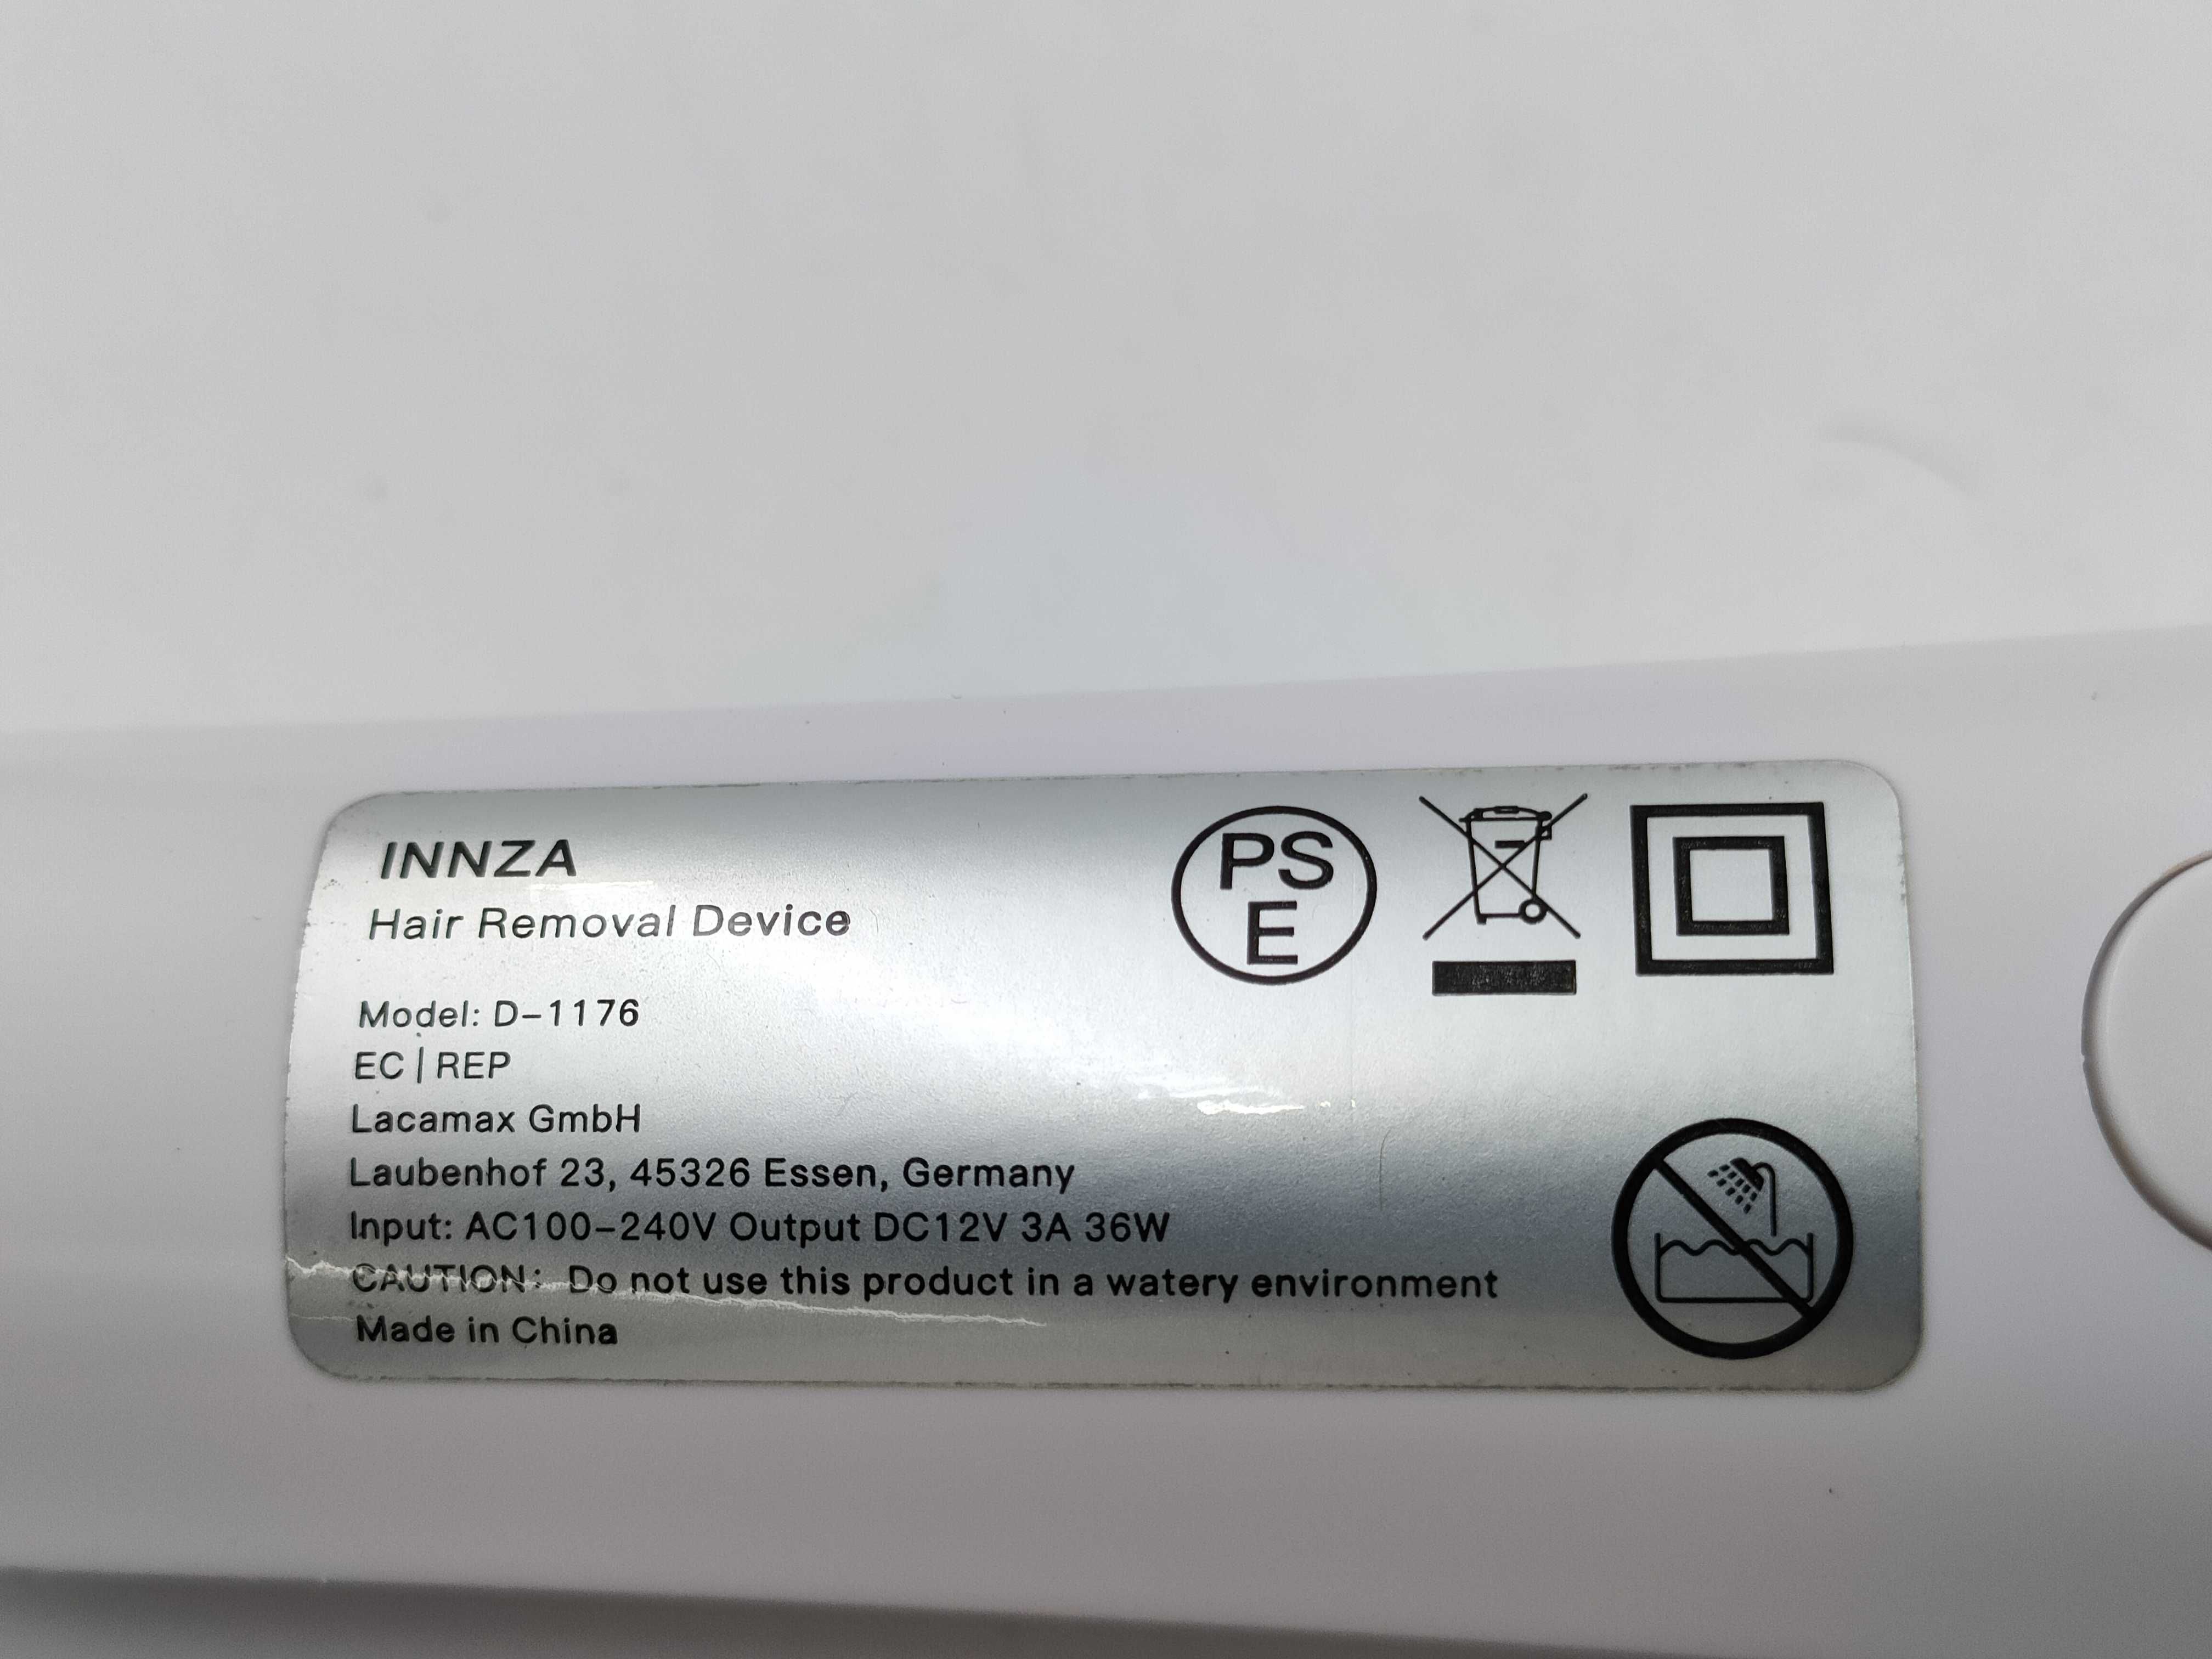 INNZA
Hair Removal Device
Model: D-1176
EC | REP
Lacamax GmbH
Laubenhof 23, 45326 Essen, Germany
Input: AC100-240V Output DC12V 3A 36W
CAUTION: Do not use this product in a watery environment
Made in China
PS
E